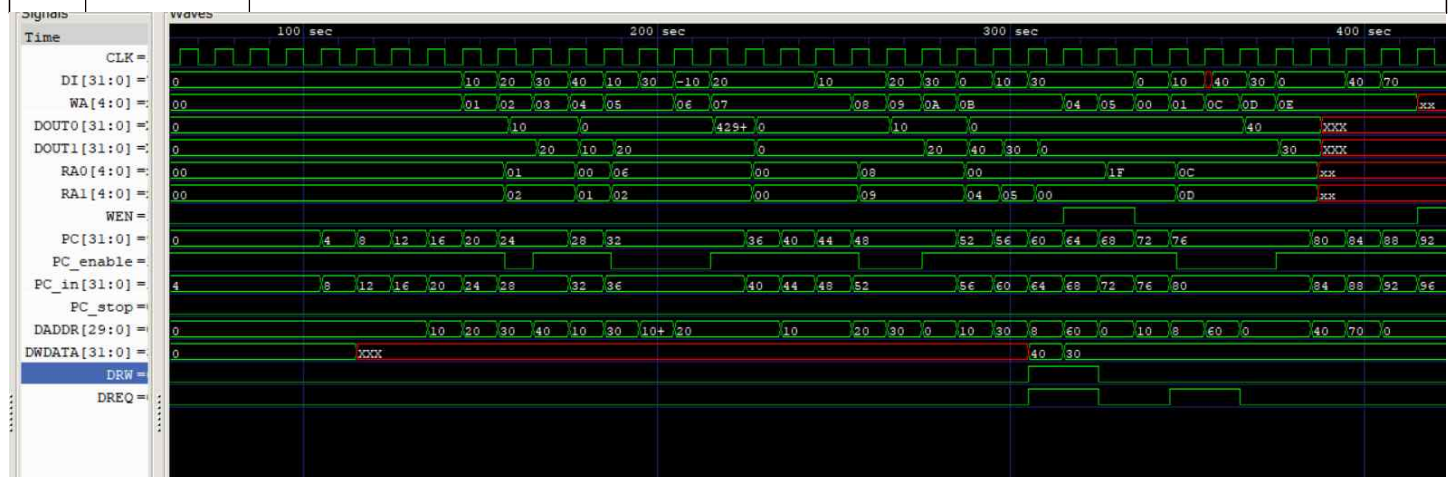 Signals Waves
Time 100 sec 200 sec 300 sec 400 sec
CLK=
DI[31:0] = 0 10 20 30 40 10 30 -10 20 10 20 30 0 10 30 0 10 40 30 0 40 70
WA[4:0]= 00 01 02 03 04 05 06 07 08 09 0A 0B 04 05 00 01 0C 0D 0E xx
DOUT0[31:0] = 0 10 0 429+ 0 10 0 40 XXX
DOUT1[31:0] = 0 20 10 20 0 20 40 30 0 30 XXX
RA0[4:0]= 00 01 00 06 00 08 00 1F 0C xx
RA1[4:0]= 00 02 01 02 00 09 04 05 00 0D xx
WEN=
PC[31:0] = 0 4 8 12 16 20 24 28 32 36 40 44 48 52 56 60 64 68 72 76 80 84 88 92
PC_enable=
PC_in[31:0] = 4 8 12 16 20 24 28 32 36 40 44 48 52 56 60 64 68 72 76 80 84 88 92 96
PC_stop=
DADDR[29:0] = 0 10 20 30 40 10 30 10+ 20 10 20 30 0 10 30 8 60 0 10 8 60 0 40 70 0
DWDATA[31:0] = 0 XXX 40 30
DRW=
DREQ=